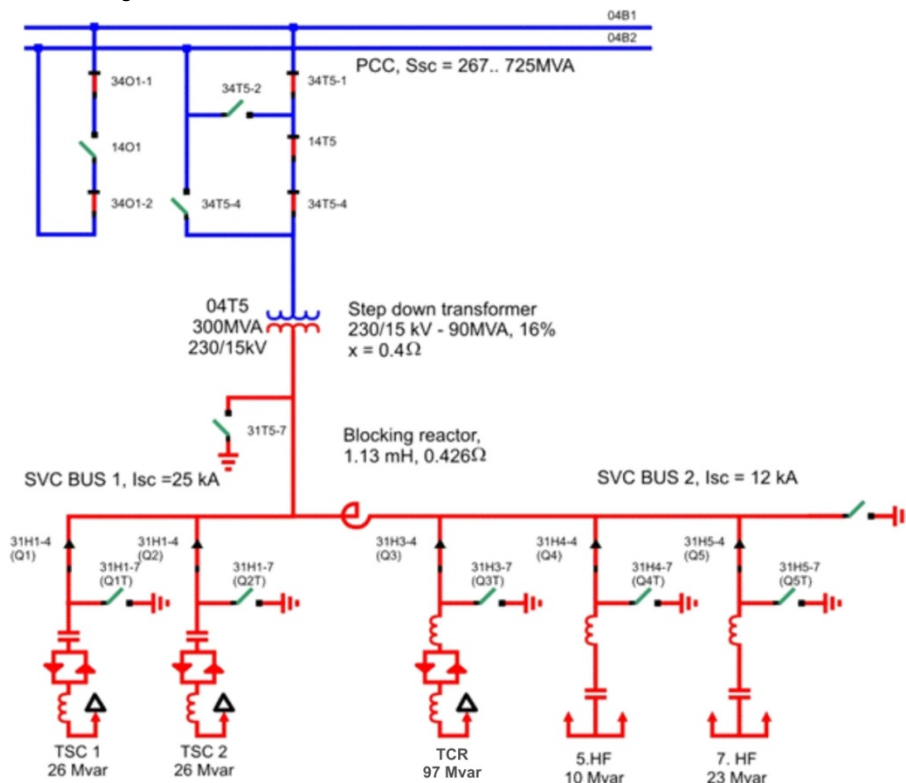 04B1
04B2
PCC, Ssc = 267.. 725MVA
34O1-1
34T5-2
34T5-1
14O1
14T5
34O1-2
34T5-4
34T5-4
04T5
300MVA
230/15kV
Step down transformer
230/15 kV - 90MVA, 16%
x = 0.4Ω
31T5-7
Blocking reactor,
1.13 mH, 0.426Ω
SVC BUS 1, Isc =25 kA
SVC BUS 2, Isc = 12 kA
31H1-4
(Q1)
31H1-7
(Q1T)
31H1-4
(Q2)
31H1-7
(Q2T)
31H3-4
(Q3)
31H3-7
(Q3T)
31H4-4
(Q4)
31H4-7
(Q4T)
31H5-4
(Q5)
31H5-7
(Q5T)
TSC 1
26 Mvar
TSC 2
26 Mvar
TCR
97 Mvar
5.HF
10 Mvar
7. HF
23 Mvar